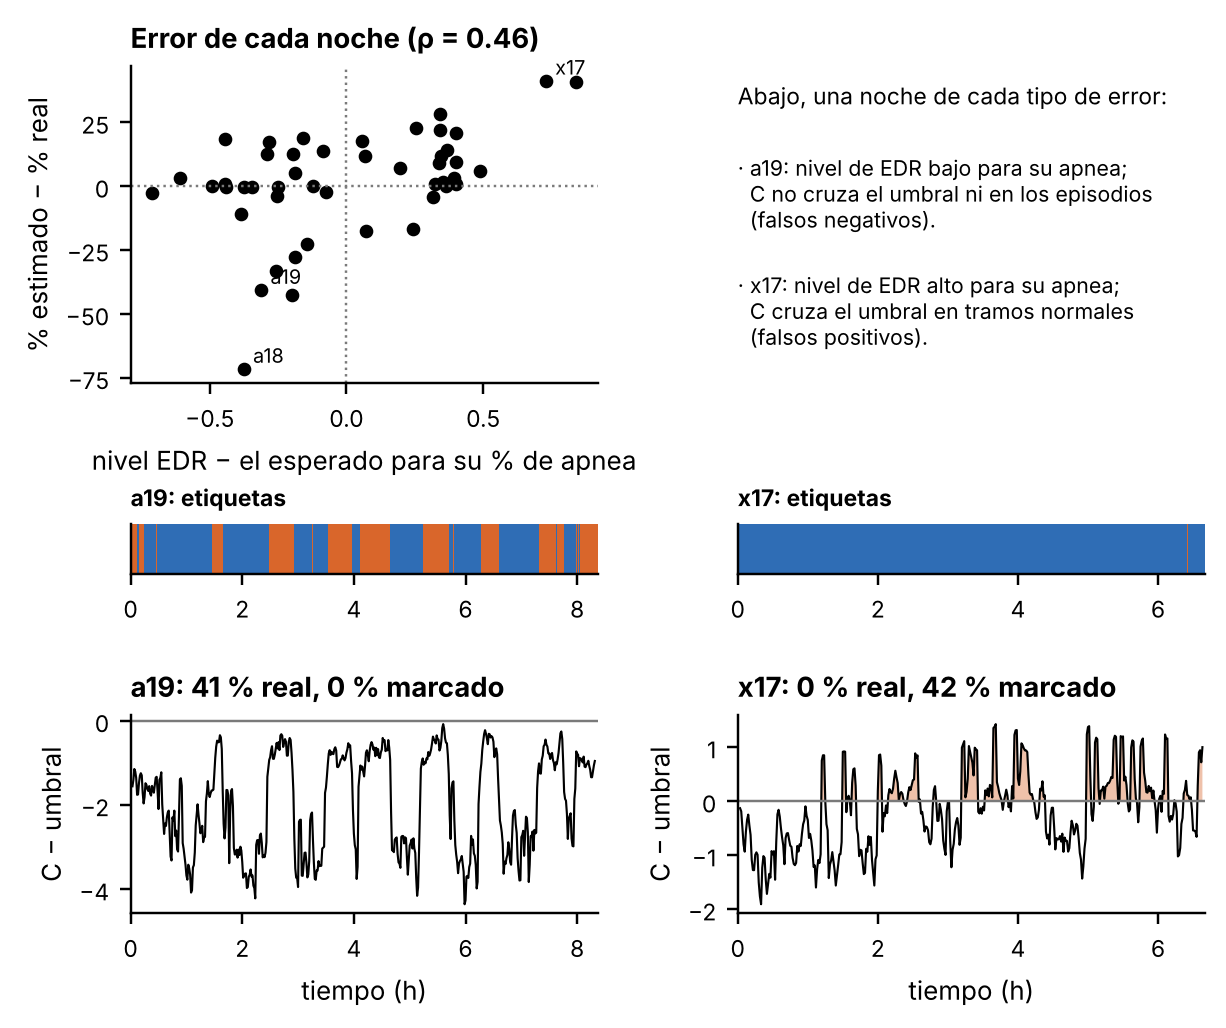 Error de cada noche (ρ = 0.46)
x17
a19
a18
% estimado − % real
25
0
−25
−50
−75
−0.5
0.0
0.5
nivel EDR − el esperado para su % de apnea
Abajo, una noche de cada tipo de error:
· a19: nivel de EDR bajo para su apnea;
C no cruza el umbral ni en los episodios
(falsos negativos).
· x17: nivel de EDR alto para su apnea;
C cruza el umbral en tramos normales
(falsos positivos).
a19: etiquetas
0
2
4
6
8
x17: etiquetas
0
2
4
6
a19: 41 % real, 0 % marcado
C − umbral
0
−2
−4
0
2
4
6
8
tiempo (h)
x17: 0 % real, 42 % marcado
C − umbral
1
0
−1
−2
0
2
4
6
tiempo (h)